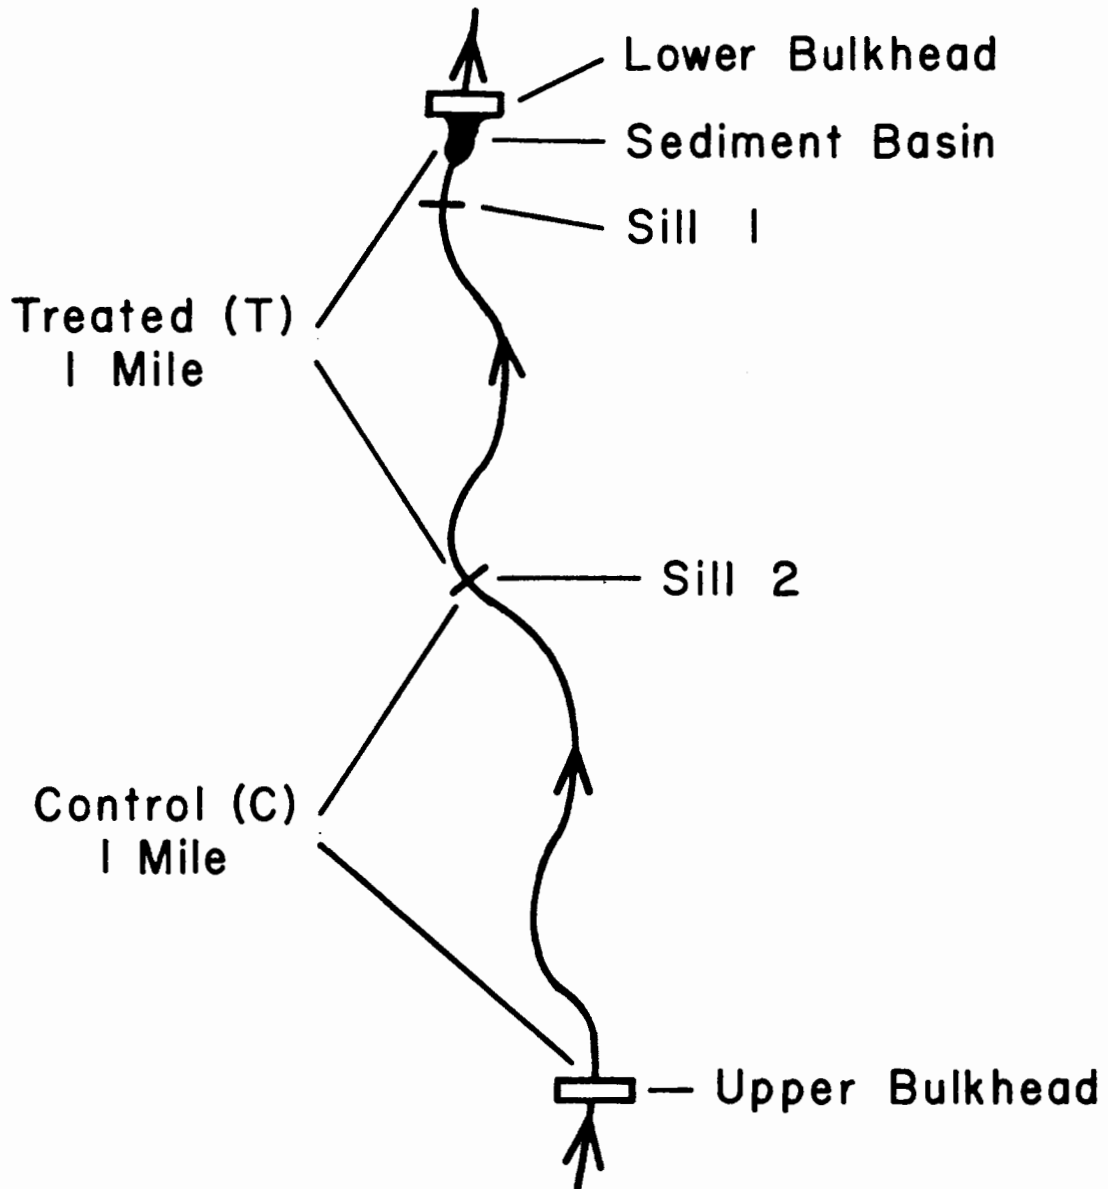 Lower Bulkhead
Sediment Basin
Sill 1
Treated (T)
1 Mile
Sill 2
Control (C)
1 Mile
Upper Bulkhead